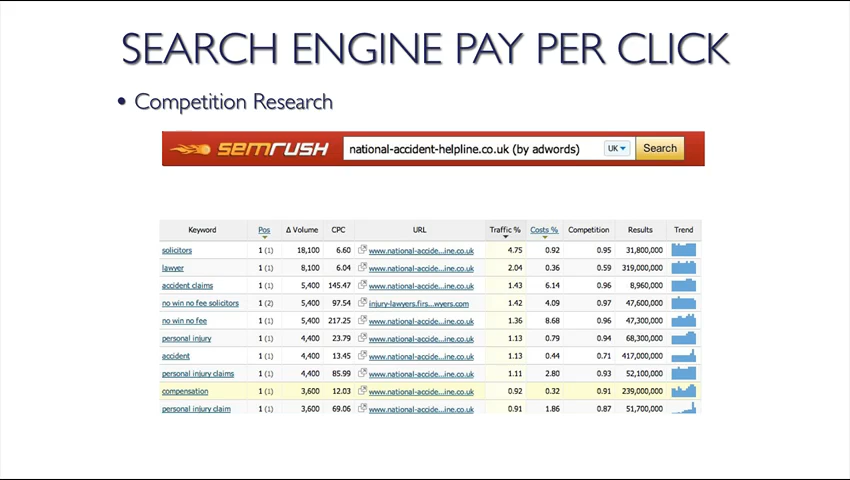 SEARCH ENGINE PAY PER CLICK
• Competition Research
semrush national-accident-helpline.co.uk (by adwords) UK Search
Keyword Pos Δ Volume CPC URL Traffic % Costs % Competition Results Trend
solicitors 1 (1) 18,100 6.60 www.national-accide...ine.co.uk 4.75 0.92 0.95 31,800,000
lawyer 1 (1) 8,100 6.04 www.national-accide...ine.co.uk 2.04 0.36 0.59 319,000,000
accident claims 1 (1) 5,400 145.47 www.national-accide...ine.co.uk 1.43 6.14 0.96 8,960,000
no win no fee solicitors 1 (2) 5,400 97.54 injury-lawyers.firs...wyers.com 1.42 4.09 0.97 47,600,000
no win no fee 1 (1) 5,400 217.25 www.national-accide...ine.co.uk 1.36 8.68 0.96 47,300,000
personal injury 1 (1) 4,400 23.79 www.national-accide...ine.co.uk 1.13 0.79 0.94 68,300,000
accident 1 (1) 4,400 13.45 www.national-accide...ine.co.uk 1.13 0.44 0.71 417,000,000
personal injury claims 1 (1) 4,400 85.99 www.national-accide...ine.co.uk 1.11 2.80 0.93 52,100,000
compensation 1 (1) 3,600 12.03 www.national-accide...ine.co.uk 0.92 0.32 0.91 239,000,000
personal injury claim 1 (1) 3,600 69.06 www.national-accide...ine.co.uk 0.91 1.86 0.87 51,700,000